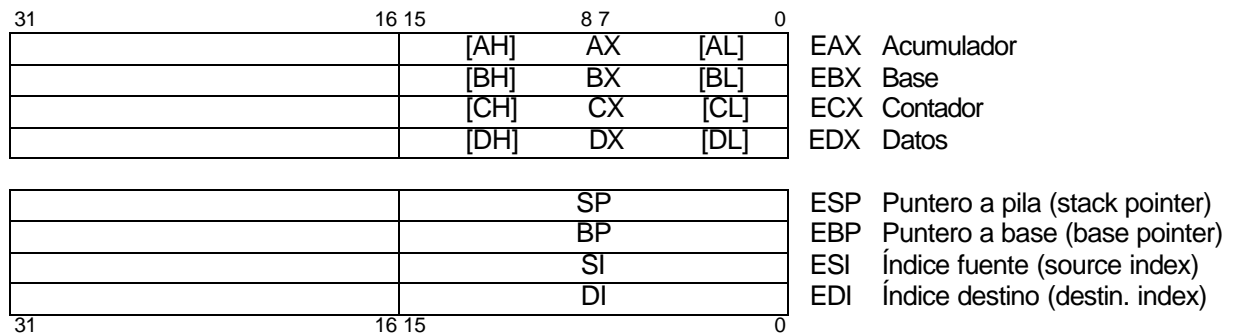 31 16 15 8 7 0
[AH] AX [AL] EAX Acumulador
[BH] BX [BL] EBX Base
[CH] CX [CL] ECX Contador
[DH] DX [DL] EDX Datos
SP ESP Puntero a pila (stack pointer)
BP EBP Puntero a base (base pointer)
SI ESI Índice fuente (source index)
DI EDI Índice destino (destin. index)
31 16 15 0